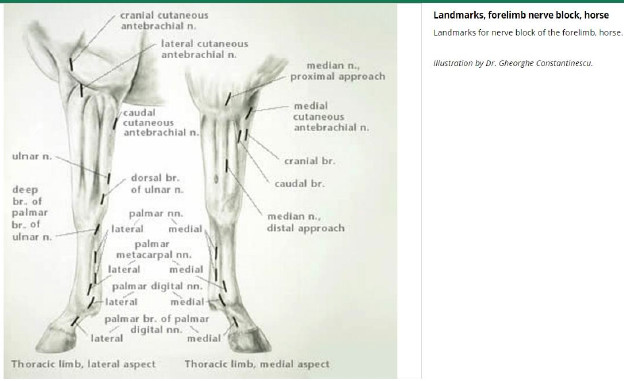 cranial cutaneous
antebrachial n.
lateral cutaneous
antebrachial n.
median n.,
proximal approach
caudal
cutaneous
antebrachial n.
medial
cutaneous
antebrachial n.
cranial br.
caudal br.
ulnar n.
dorsal br.
of ulnar n.
deep
br. of
palmar
br. of
ulnar n.
median n.,
distal approach
palmar nn.
lateral medial
palmar
metacarpal nn.
lateral medial
palmar digital nn.
lateral medial
palmar br. of palmar
digital nn.
lateral medial
Thoracic limb, lateral aspect
Thoracic limb, medial aspect
Landmarks, forelimb nerve block, horse
Landmarks for nerve block of the forelimb, horse.
Illustration by Dr. Gheorghe Constantinescu.